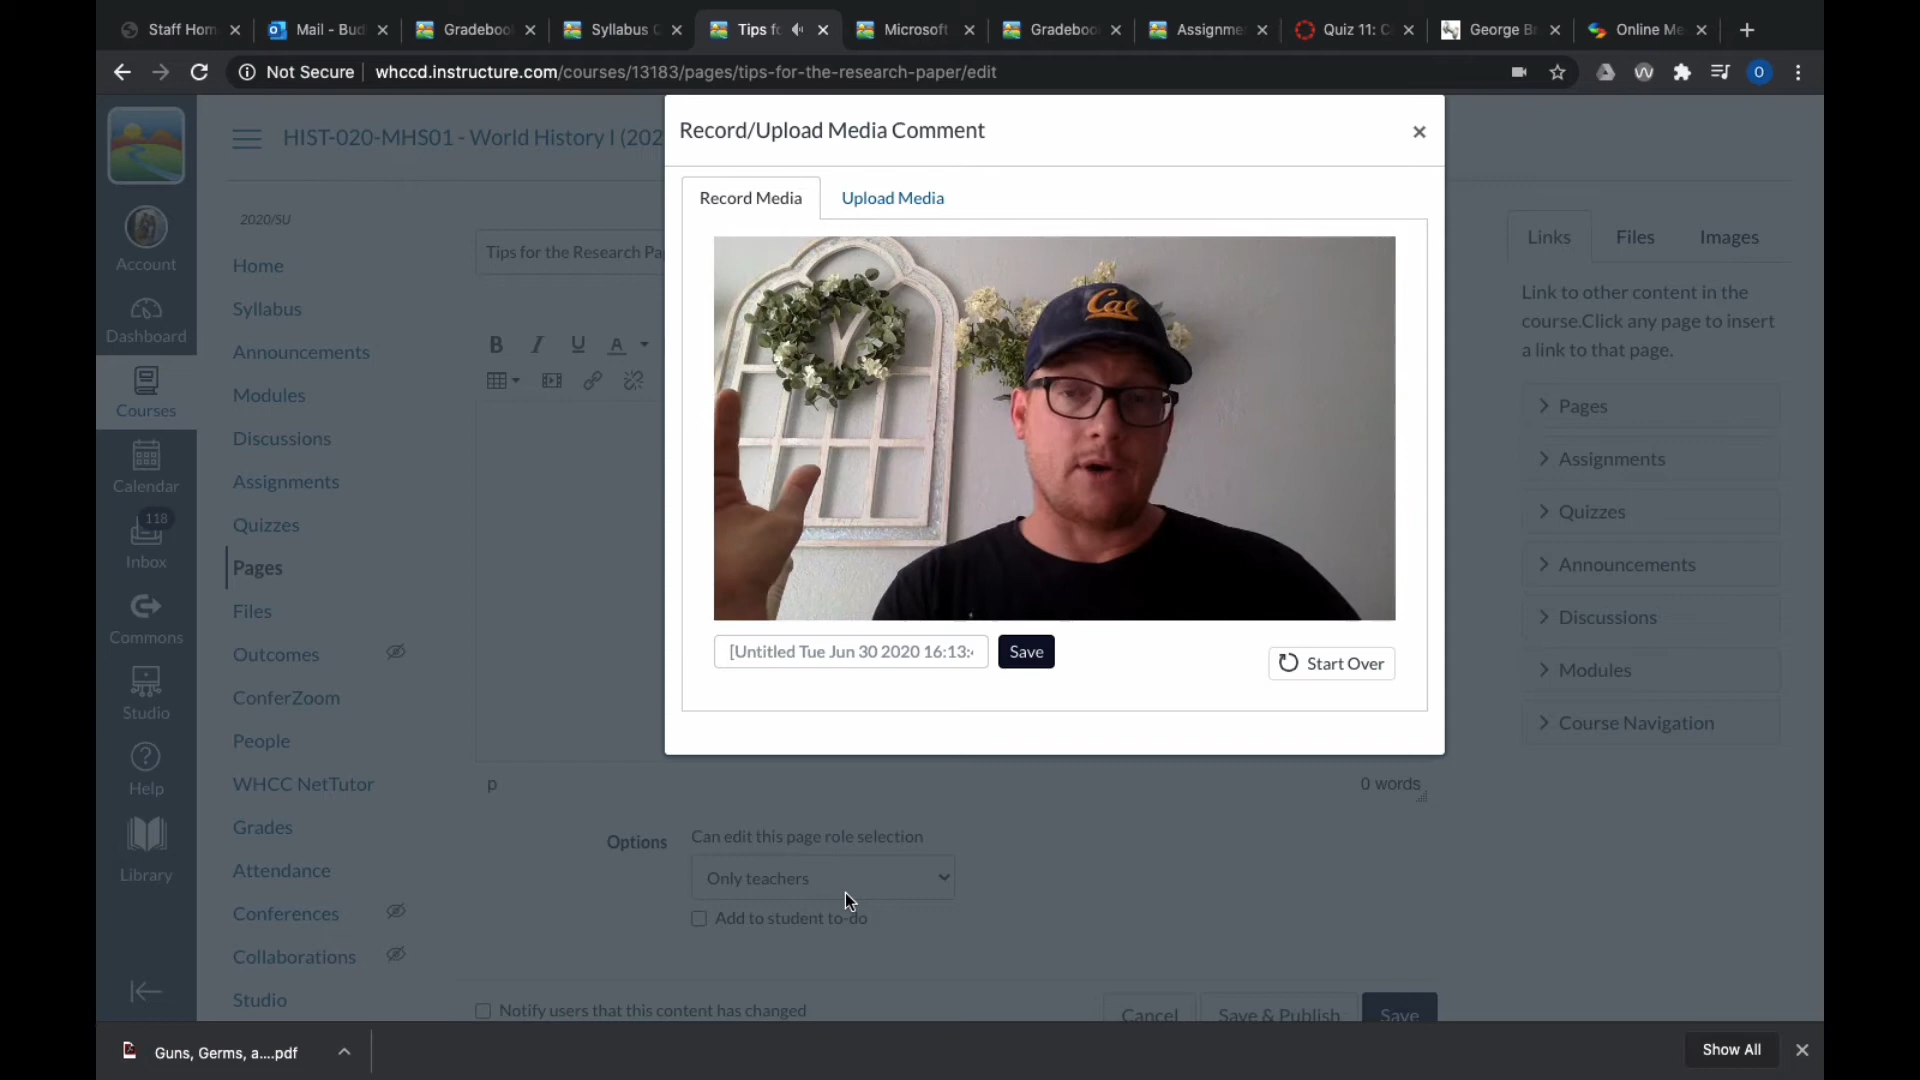 Staff Hom
Mail - Bud
Gradeboo
Syllabus
Tips fo
Microsoft
Gradeboo
Assignme
Quiz 11: C
George B
Online Me
Not Secure
whccd.instructure.com/courses/13183/pages/tips-for-the-research-paper/edit
O
HIST-020-MHS01 - World History I (202
2020/SU
Account
Dashboard
Courses
Calendar
118
Inbox
Commons
Studio
Help
Library
Home
Syllabus
Announcements
Modules
Discussions
Assignments
Quizzes
Pages
Files
Outcomes
ConferZoom
People
WHCC NetTutor
Grades
Attendance
Conferences
Collaborations
Studio
Tips for the Research Pa
B I U A
Record/Upload Media Comment
Record Media
Upload Media
Cal
[Untitled Tue Jun 30 2020 16:13:
Save
Start Over
p
0 words
Options
Can edit this page role selection
Only teachers
Add to student to-do
Notify users that this content has changed
Cancel
Save & Publish
Save
Links
Files
Images
Link to other content in the
course.Click any page to insert
a link to that page.
Pages
Assignments
Quizzes
Announcements
Discussions
Modules
Course Navigation
Guns, Germs, a....pdf
Show All